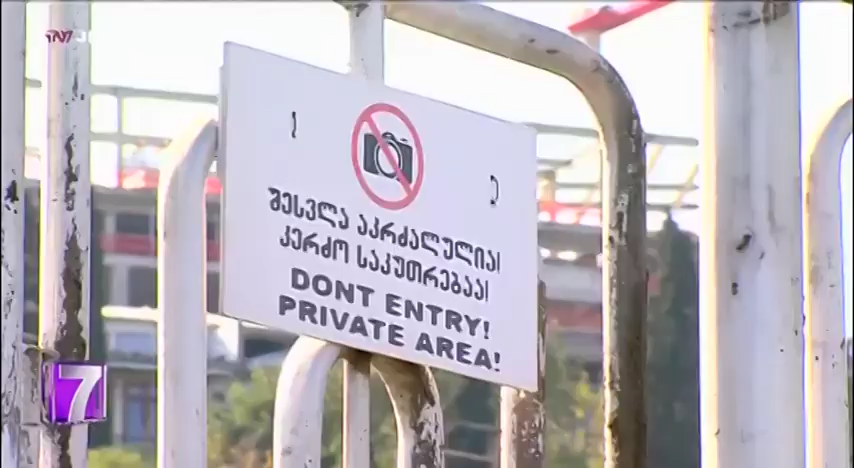 შესვლა აკრძალულია!
კერძო საკუთრებაა!
DONT ENTRY!
PRIVATE AREA!
7